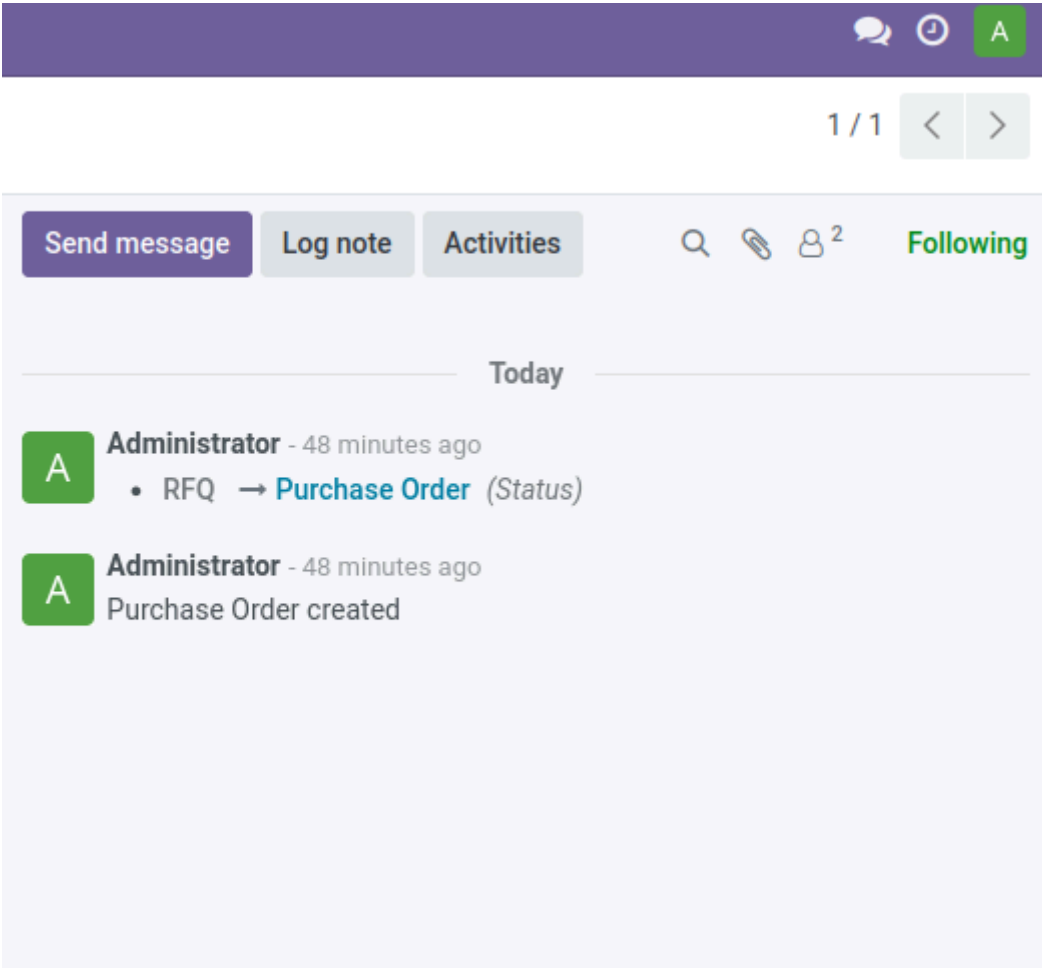 A
1 / 1
Send message Log note Activities 2 Following
Today
A Administrator - 48 minutes ago
• RFQ → Purchase Order (Status)
A Administrator - 48 minutes ago
Purchase Order created